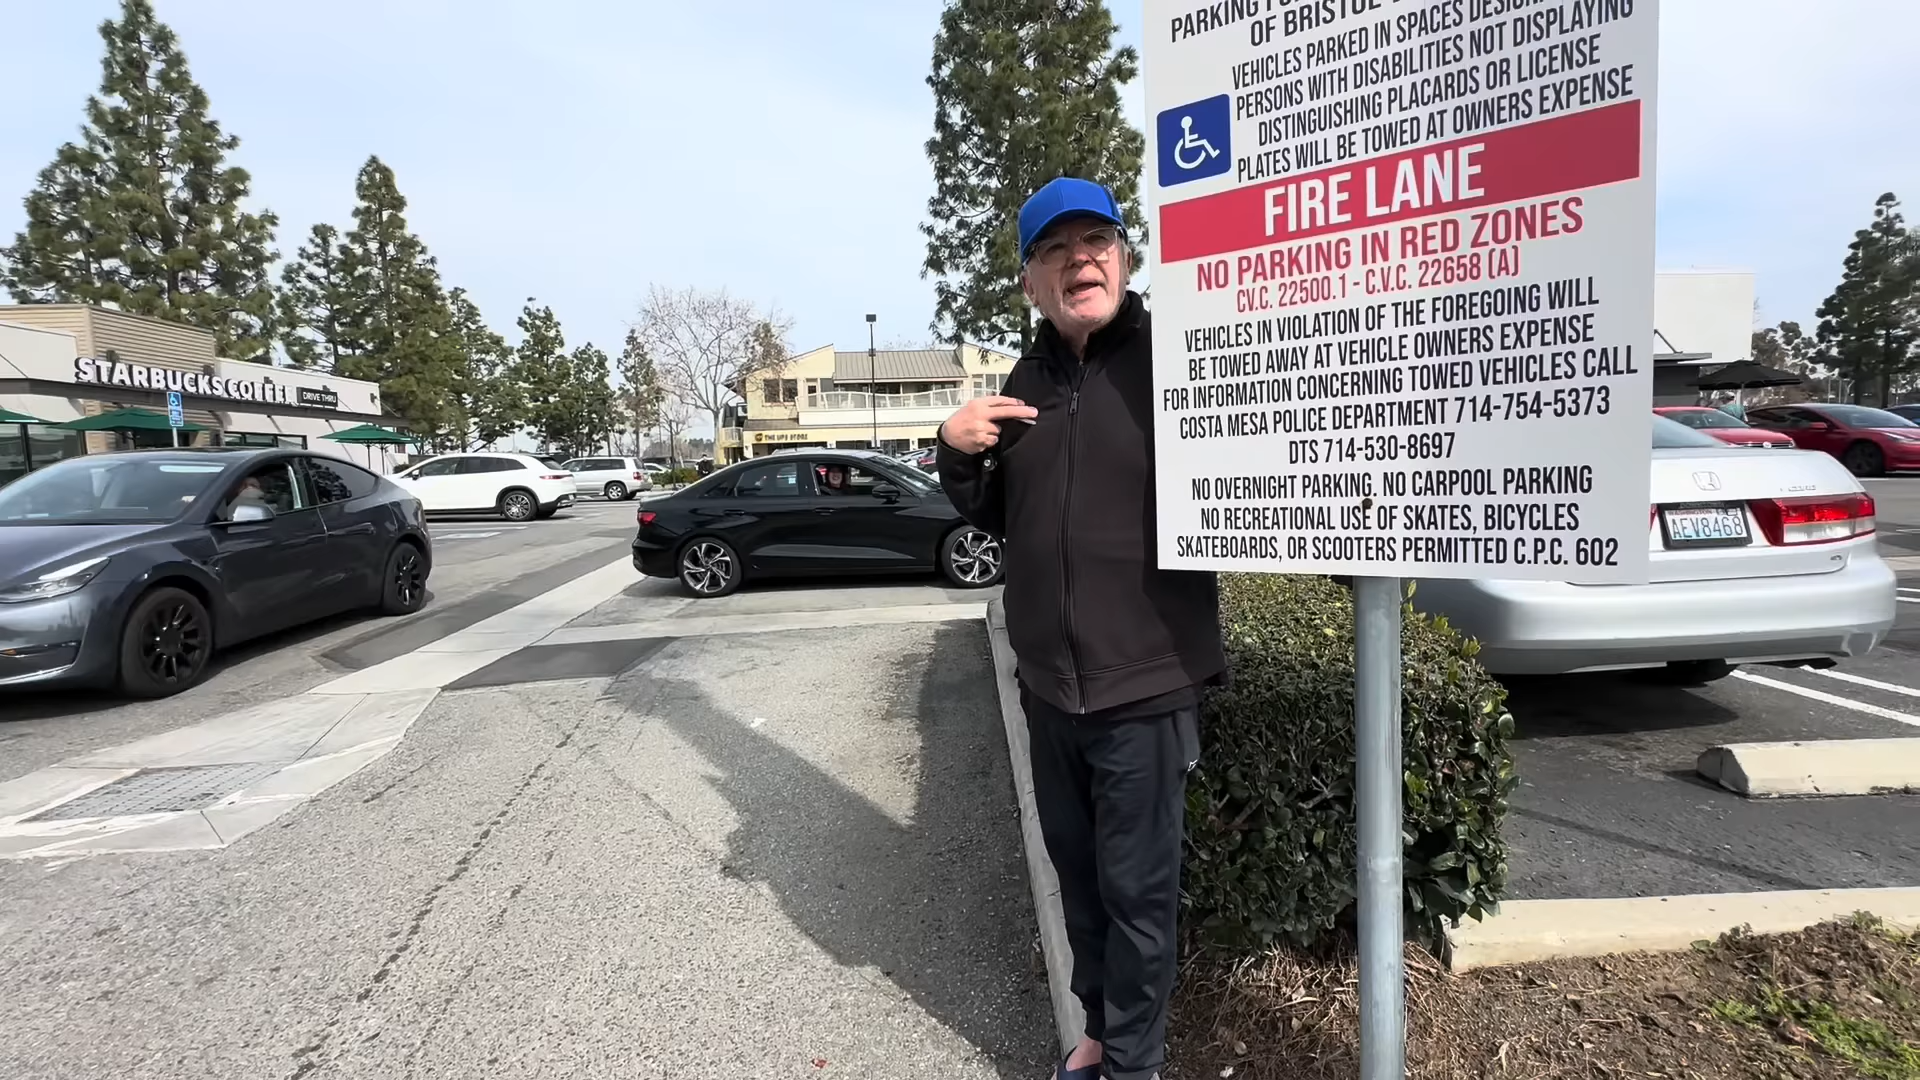 PARKING
OF BRISTOL
VEHICLES PARKED IN SPACES
PERSONS WITH DISABILITIES NOT DISPLAYING
DISTINGUISHING PLACARDS OR LICENSE
PLATES WILL BE TOWED AT OWNERS EXPENSE
FIRE LANE
NO PARKING IN RED ZONES
CV.C. 22500.1 - C.V.C. 22658 (A)
VEHICLES IN VIOLATION OF THE FOREGOING WILL
BE TOWED AWAY AT VEHICLE OWNERS EXPENSE
FOR INFORMATION CONCERNING TOWED VEHICLES CALL
COSTA MESA POLICE DEPARTMENT 714-754-5373
DTS 714-530-8697
NO OVERNIGHT PARKING. NO CARPOOL PARKING
NO RECREATIONAL USE OF SKATES, BICYCLES
SKATEBOARDS, OR SCOOTERS PERMITTED C.P.C. 602
STARBUCKS COFFEE
DRIVE THRU
THE UPS STORE
WASHINGTON
AEV8468